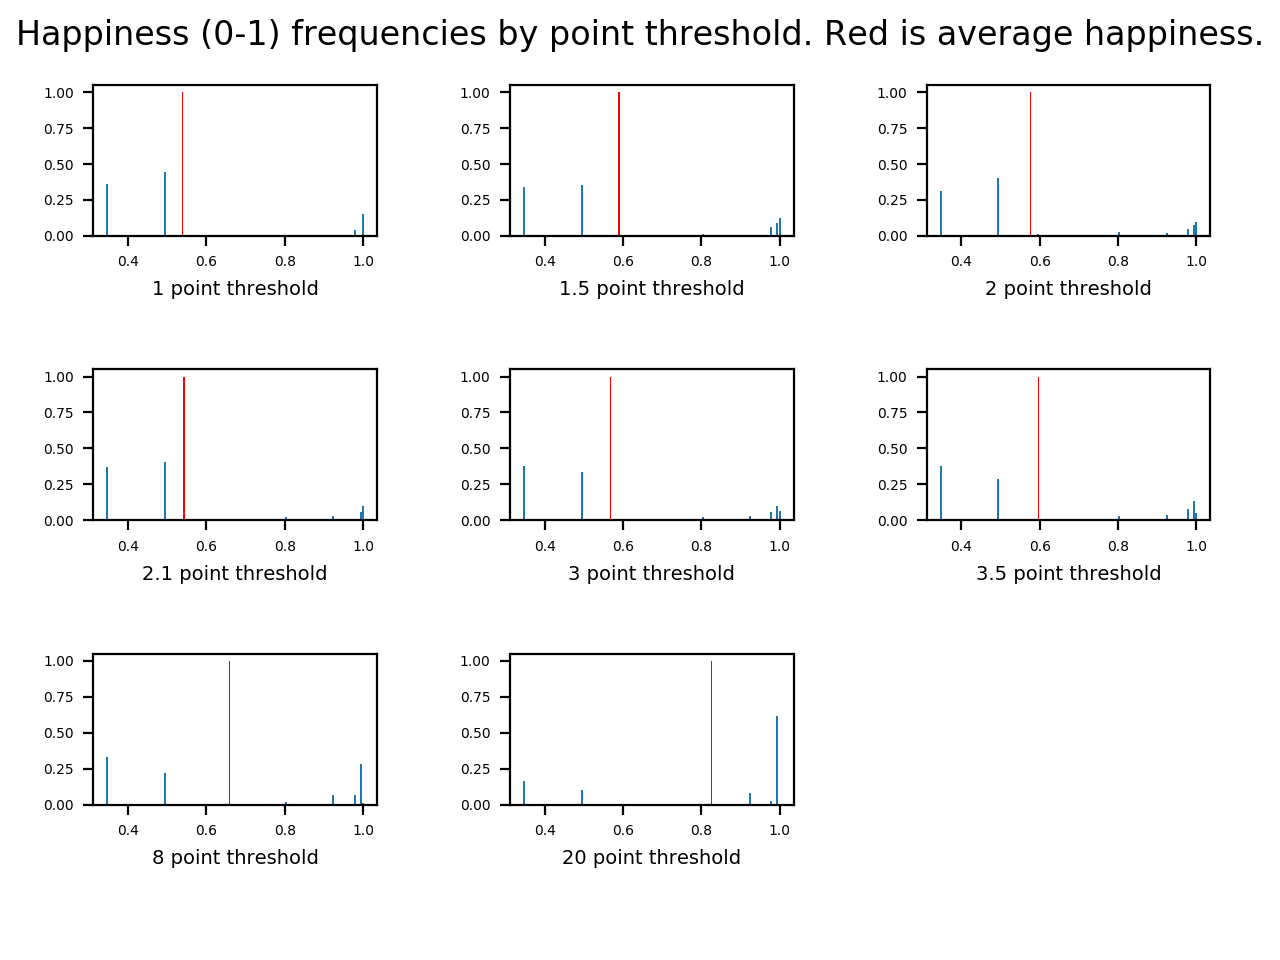 Happiness (0-1) frequencies by point threshold. Red is average happiness.
1.00 1.00 1.00
0.75 0.75 0.75
0.50 0.50 0.50
0.25 0.25 0.25
0.00 0.00 0.00
0.4 0.6 0.8 1.0 0.4 0.6 0.8 1.0 0.4 0.6 0.8 1.0
1 point threshold 1.5 point threshold 2 point threshold
1.00 1.00 1.00
0.75 0.75 0.75
0.50 0.50 0.50
0.25 0.25 0.25
0.00 0.00 0.00
0.4 0.6 0.8 1.0 0.4 0.6 0.8 1.0 0.4 0.6 0.8 1.0
2.1 point threshold 3 point threshold 3.5 point threshold
1.00 1.00
0.75 0.75
0.50 0.50
0.25 0.25
0.00 0.00
0.4 0.6 0.8 1.0 0.4 0.6 0.8 1.0
8 point threshold 20 point threshold